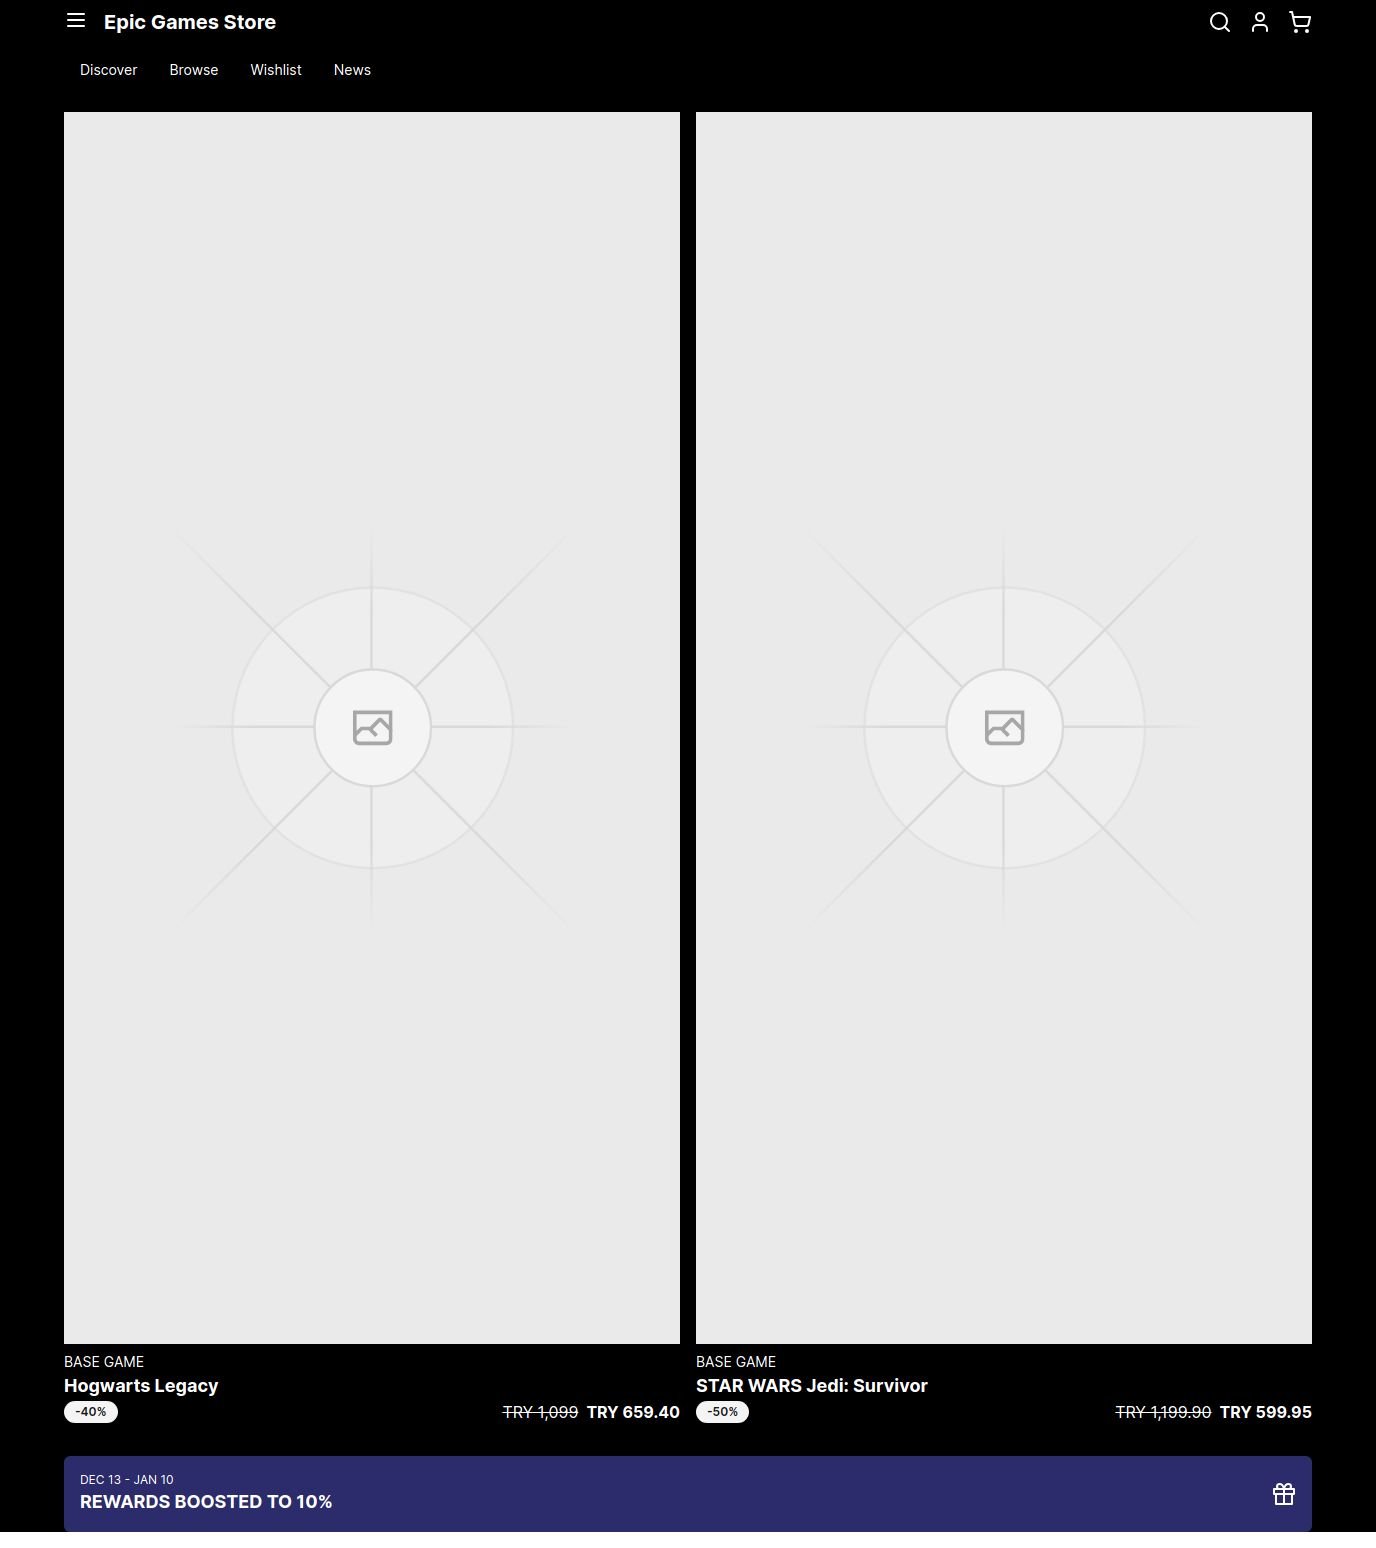 Epic Games Store
Discover Browse Wishlist News
BASE GAME
Hogwarts Legacy
-40% TRY 1,099 TRY 659.40
BASE GAME
STAR WARS Jedi: Survivor
-50% TRY 1,199.90 TRY 599.95
DEC 13 - JAN 10
REWARDS BOOSTED TO 10%